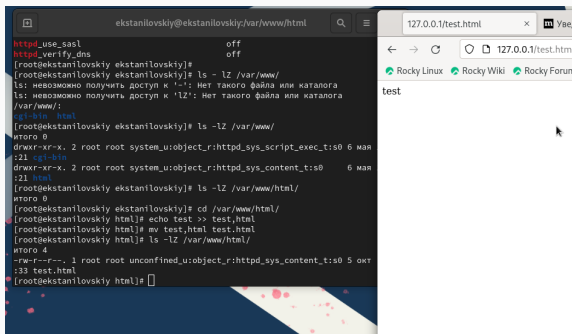 ekstanilovskiy@ekstanilovskiy:/var/www/html
httpd_use_sasl off
httpd_verify_dns off
[root@ekstanilovskiy ekstanilovskiy]#
[root@ekstanilovskiy ekstanilovskiy]# ls - lZ /var/www/
ls: невозможно получить доступ к '-': Нет такого файла или каталога
ls: невозможно получить доступ к 'lZ': Нет такого файла или каталога
/var/www/:
cgi-bin html
[root@ekstanilovskiy ekstanilovskiy]# ls -lZ /var/www/
итого 0
drwxr-xr-x. 2 root root system_u:object_r:httpd_sys_script_exec_t:s0 6 мая
:21 cgi-bin
drwxr-xr-x. 2 root root system_u:object_r:httpd_sys_content_t:s0 6 мая
:21 html
[root@ekstanilovskiy ekstanilovskiy]# ls -lZ /var/www/html/
итого 0
[root@ekstanilovskiy ekstanilovskiy]# cd /var/www/html/
[root@ekstanilovskiy html]# echo test >> test,html
[root@ekstanilovskiy html]# mv test,html test.html
[root@ekstanilovskiy html]# ls -lZ /var/www/html/
итого 4
-rw-r--r--. 1 root root unconfined_u:object_r:httpd_sys_content_t:s0 5 окт
:33 test.html
[root@ekstanilovskiy html]#
127.0.0.1/test.html × Уве
127.0.0.1/test.htm
Rocky Linux Rocky Wiki Rocky Forum
test